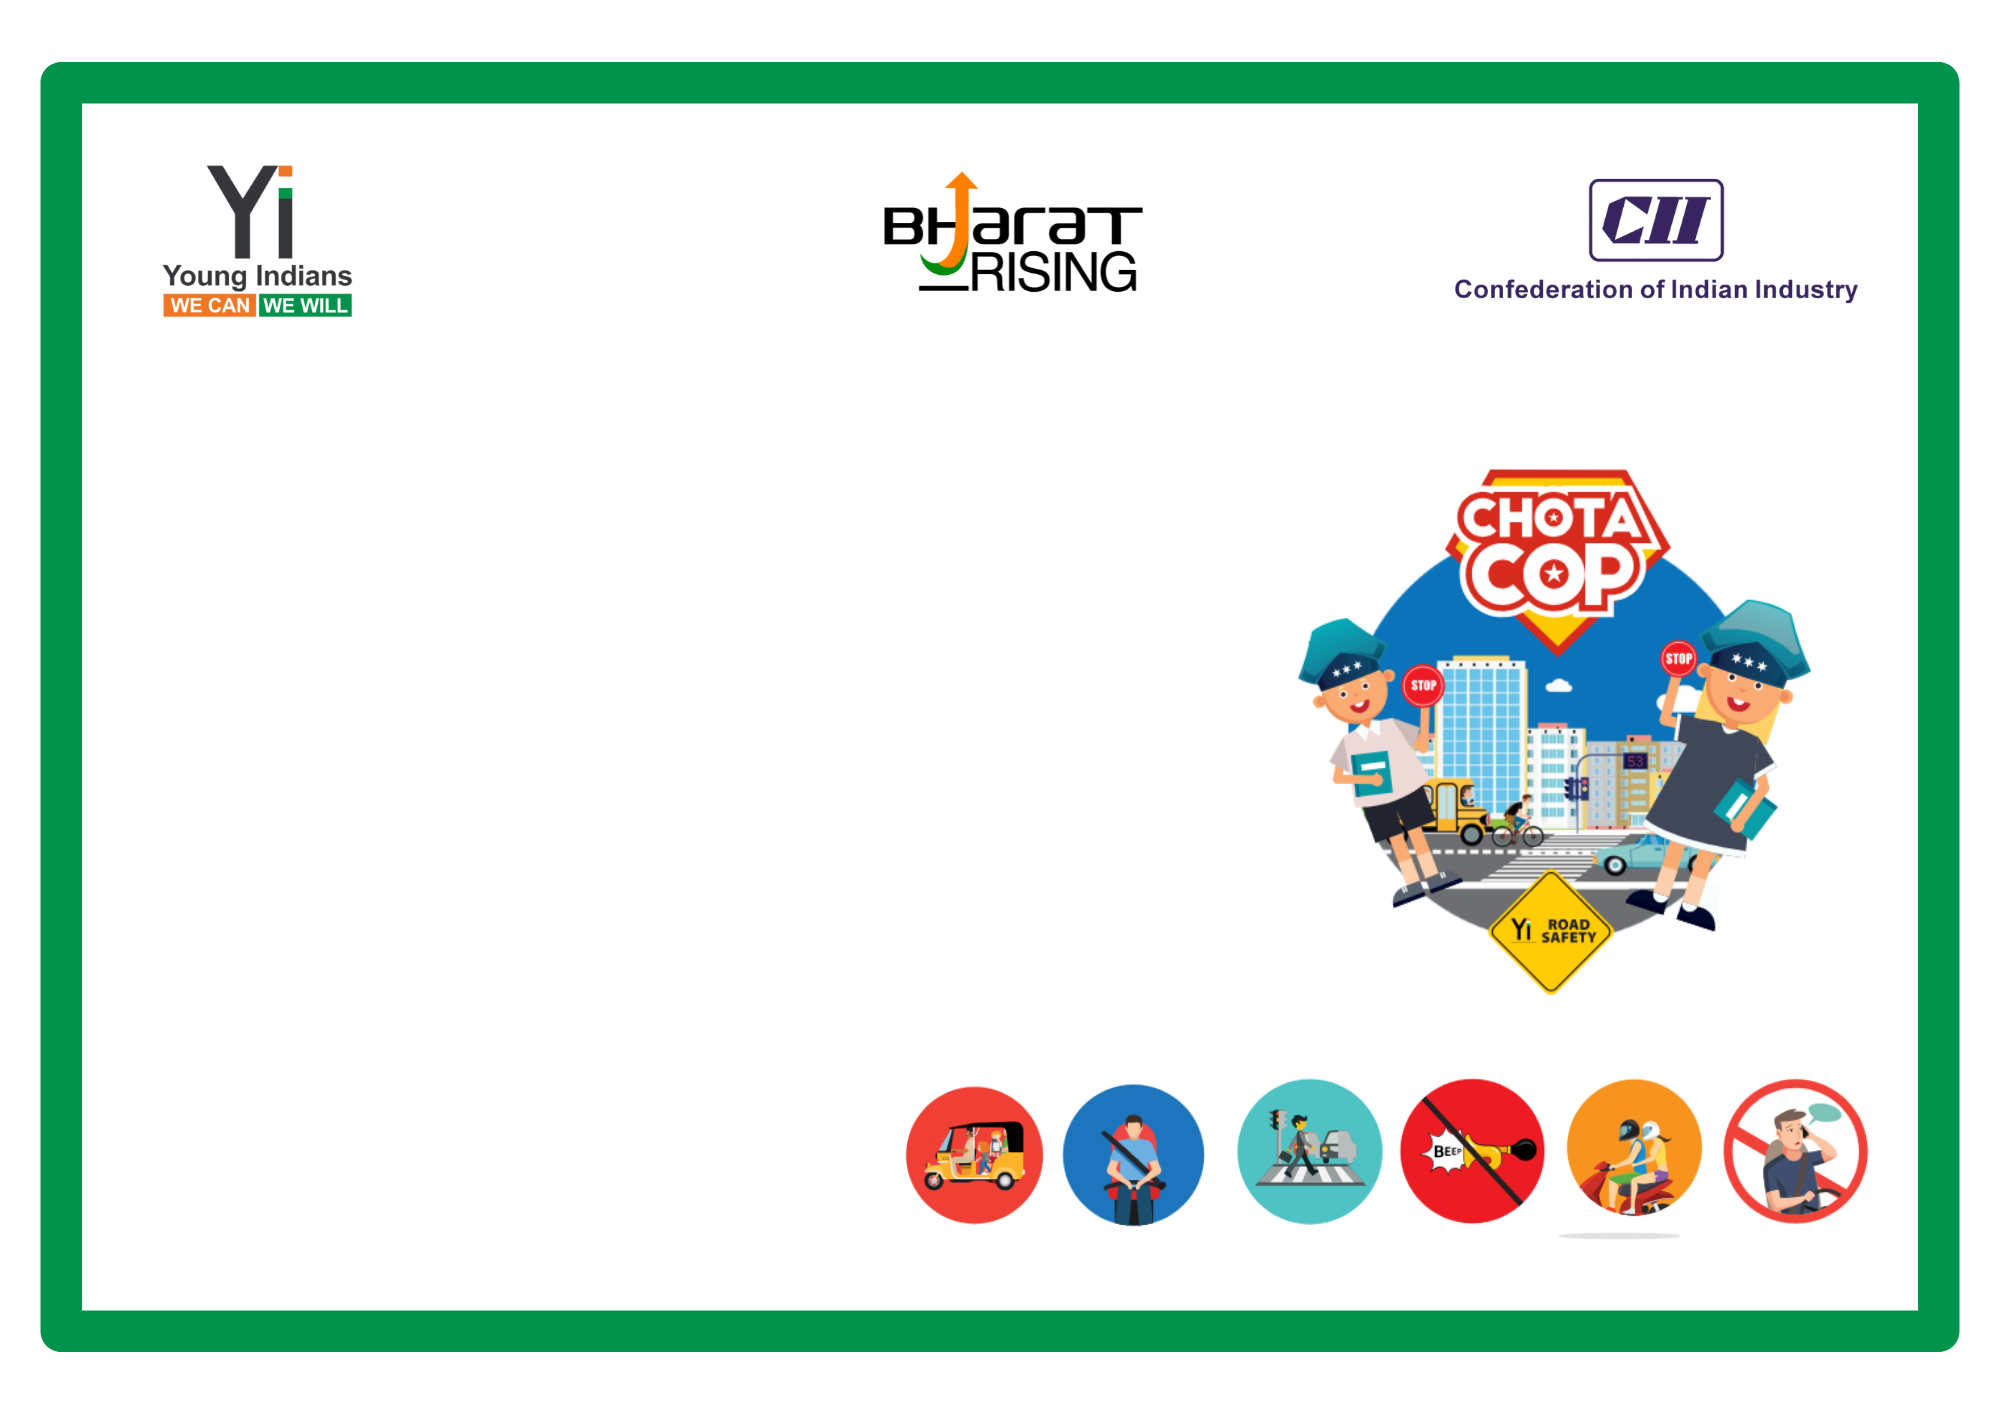 Yi
Young Indians
WE CAN WE WILL
BHaraT
RISING
CII
Confederation of Indian Industry
CHOTA
COP
STOP
STOP
53
Yi ROAD
SAFETY
BEEP